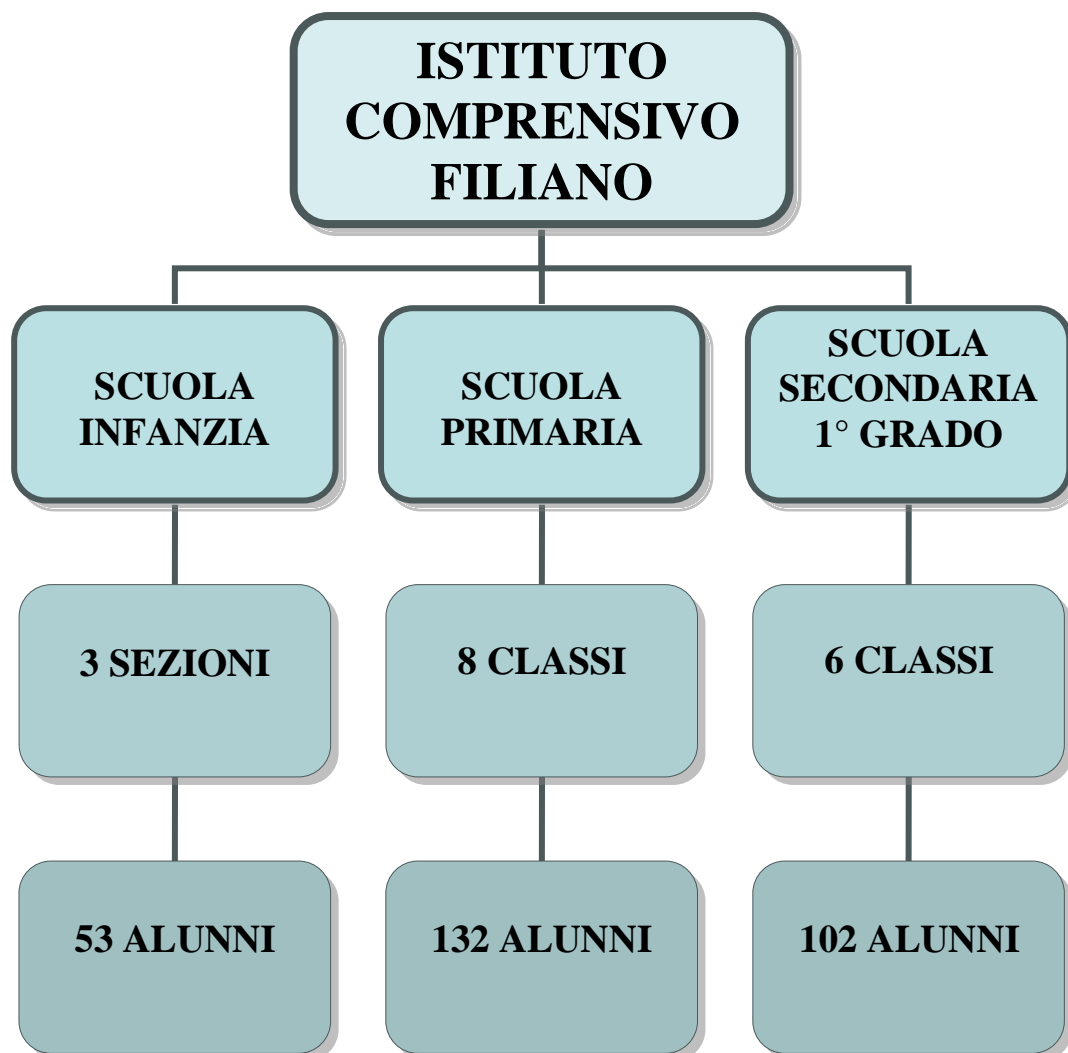 ISTITUTO
COMPRENSIVO
FILIANO
SCUOLA
INFANZIA
SCUOLA
PRIMARIA
SCUOLA
SECONDARIA
1° GRADO
3 SEZIONI
8 CLASSI
6 CLASSI
53 ALUNNI
132 ALUNNI
102 ALUNNI